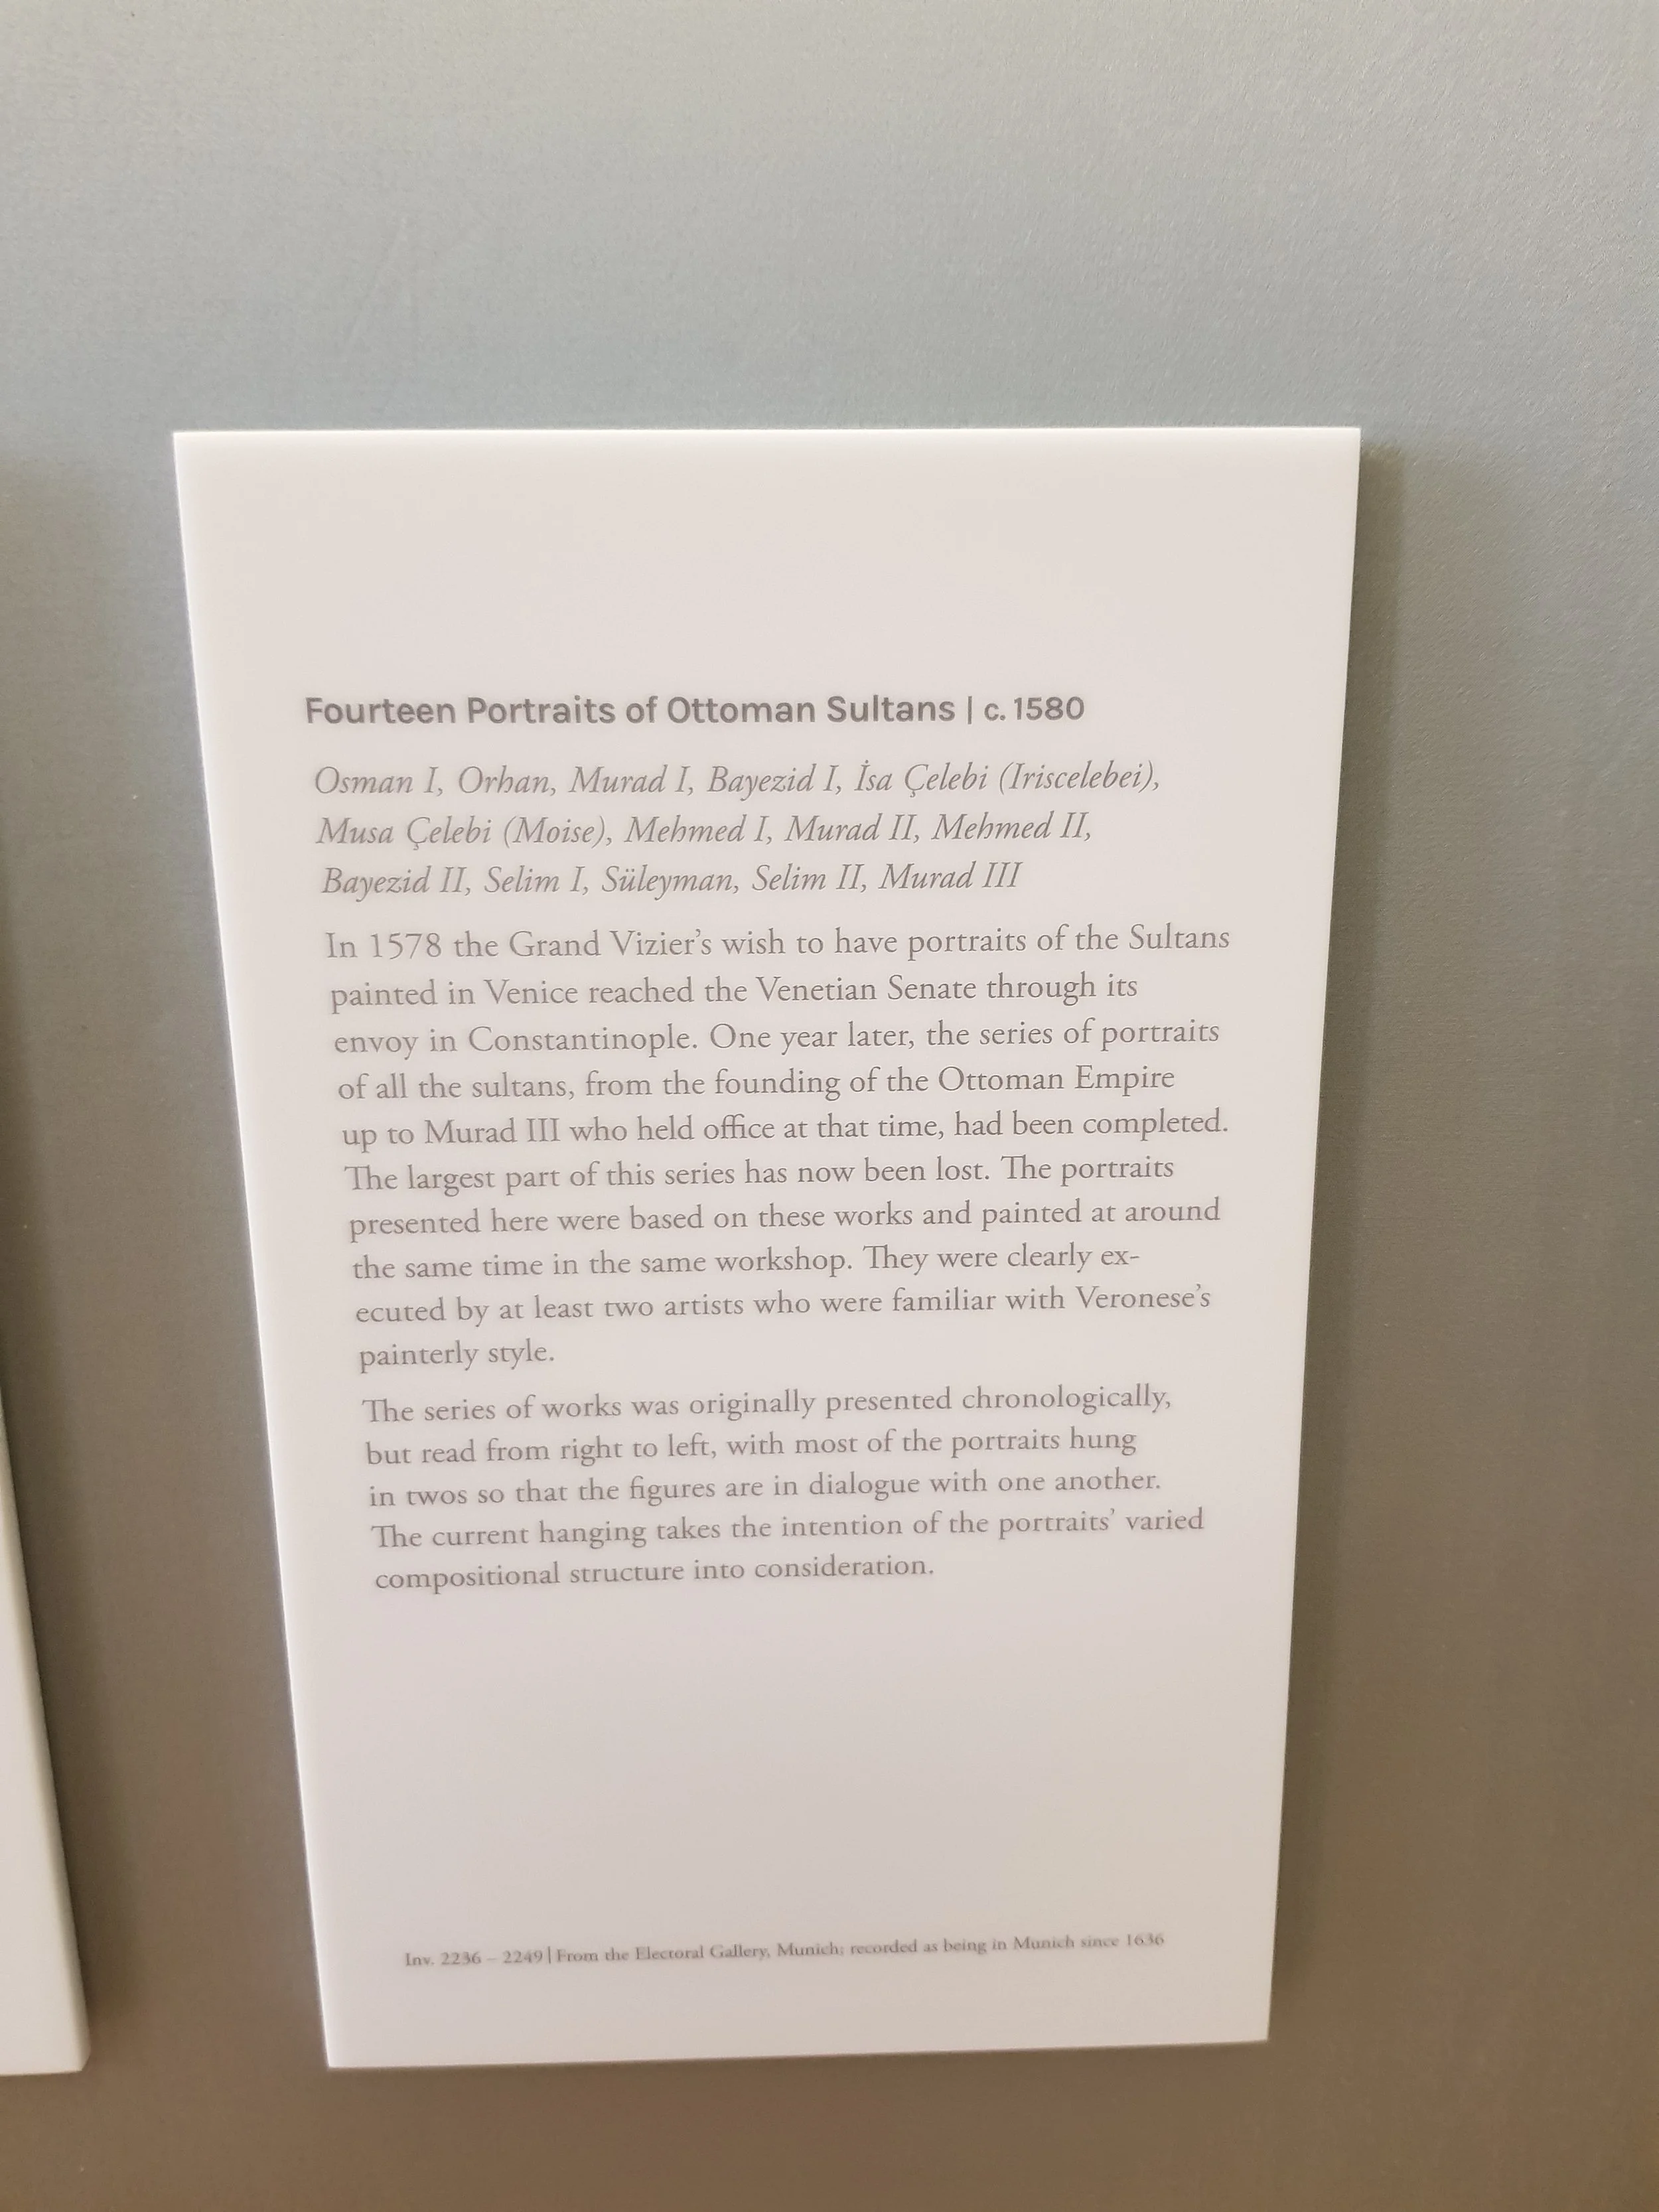 Fourteen Portraits of Ottoman Sultans | c. 1580
Osman I, Orhan, Murad I, Bayezid I, İsa Çelebi (Iriscelebei),
Musa Çelebi (Moise), Mehmed I, Murad II, Mehmed II,
Bayezid II, Selim I, Süleyman, Selim II, Murad III
In 1578 the Grand Vizier’s wish to have portraits of the Sultans
painted in Venice reached the Venetian Senate through its
envoy in Constantinople. One year later, the series of portraits
of all the sultans, from the founding of the Ottoman Empire
up to Murad III who held office at that time, had been completed.
The largest part of this series has now been lost. The portraits
presented here were based on these works and painted at around
the same time in the same workshop. They were clearly ex-
ecuted by at least two artists who were familiar with Veronese’s
painterly style.
The series of works was originally presented chronologically,
but read from right to left, with most of the portraits hung
in twos so that the figures are in dialogue with one another.
The current hanging takes the intention of the portraits’ varied
compositional structure into consideration.
Inv. 2236 – 2249 | From the Electoral Gallery, Munich; recorded as being in Munich since 1636